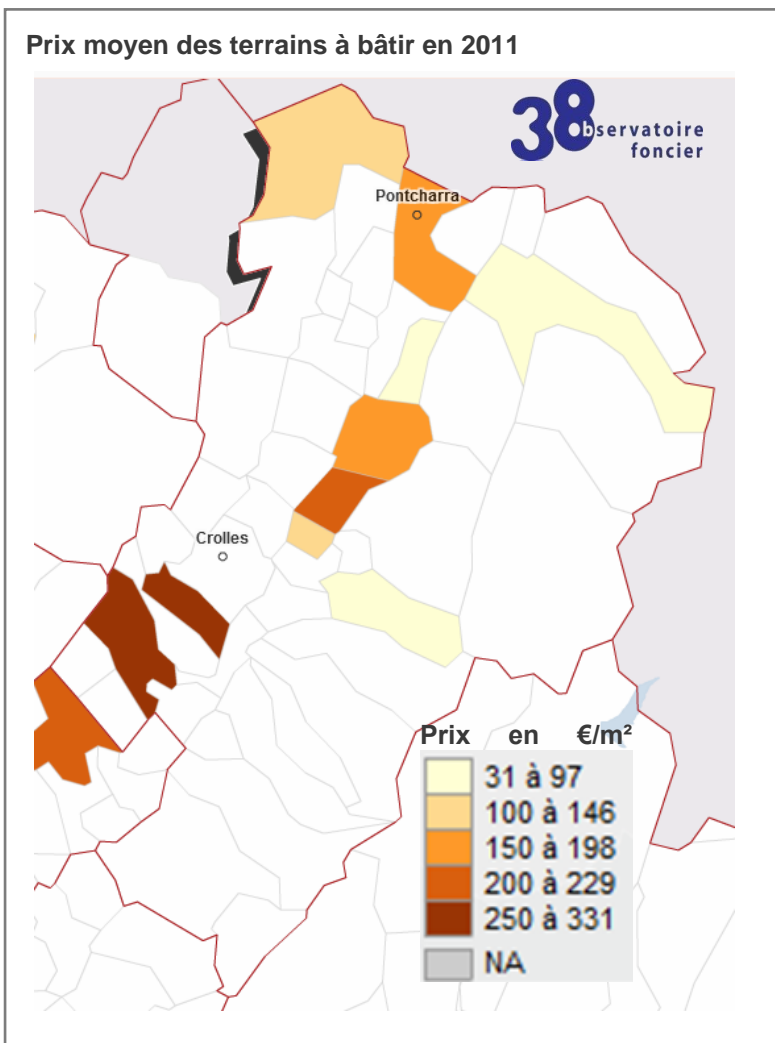 Prix moyen des terrains à bâtir en 2011
38 bservatoire
foncier
Pontcharra
Crolles
Prix en €/m²
31 à 97
100 à 146
150 à 198
200 à 229
250 à 331
NA